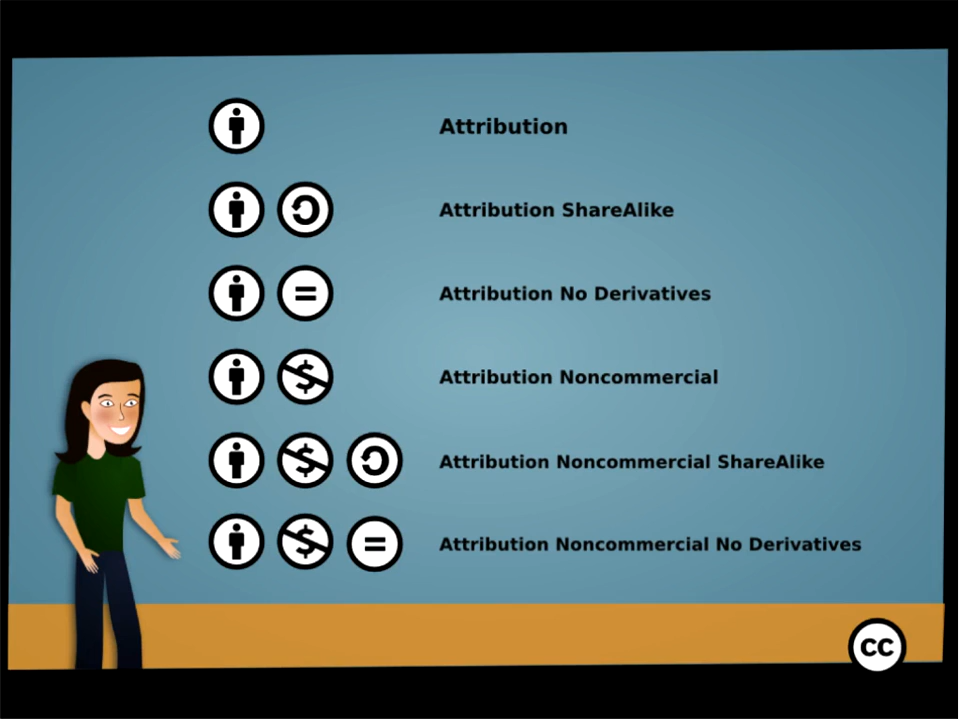 Attribution
Attribution ShareAlike
Attribution No Derivatives
Attribution Noncommercial
Attribution Noncommercial ShareAlike
Attribution Noncommercial No Derivatives
CC